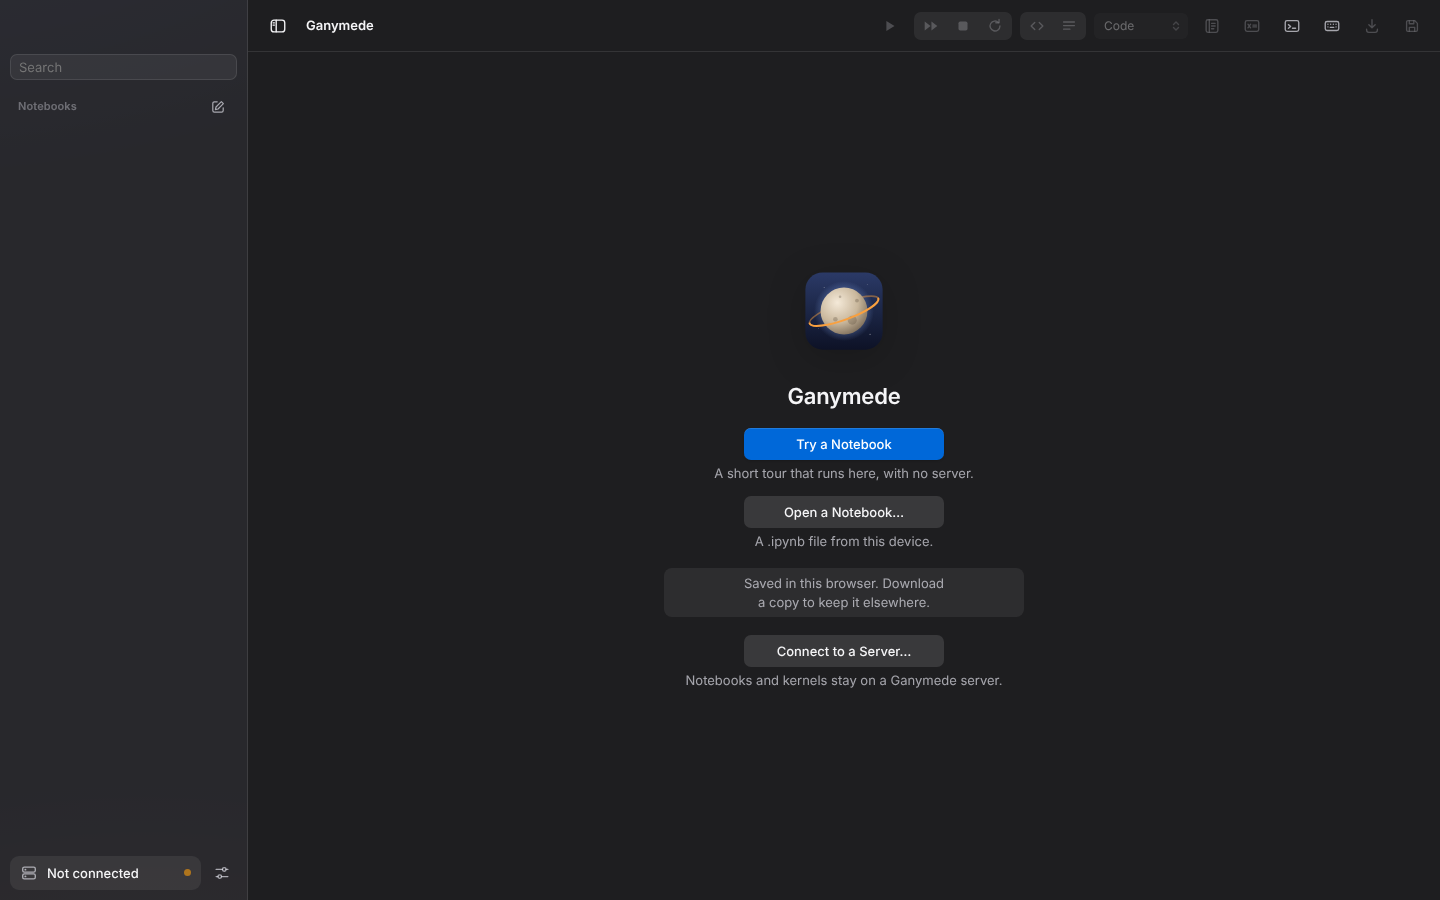 Ganymede
Code
Search
Notebooks
Ganymede
Try a Notebook
A short tour that runs here, with no server.
Open a Notebook...
A .ipynb file from this device.
Saved in this browser. Download
a copy to keep it elsewhere.
Connect to a Server...
Notebooks and kernels stay on a Ganymede server.
Not connected